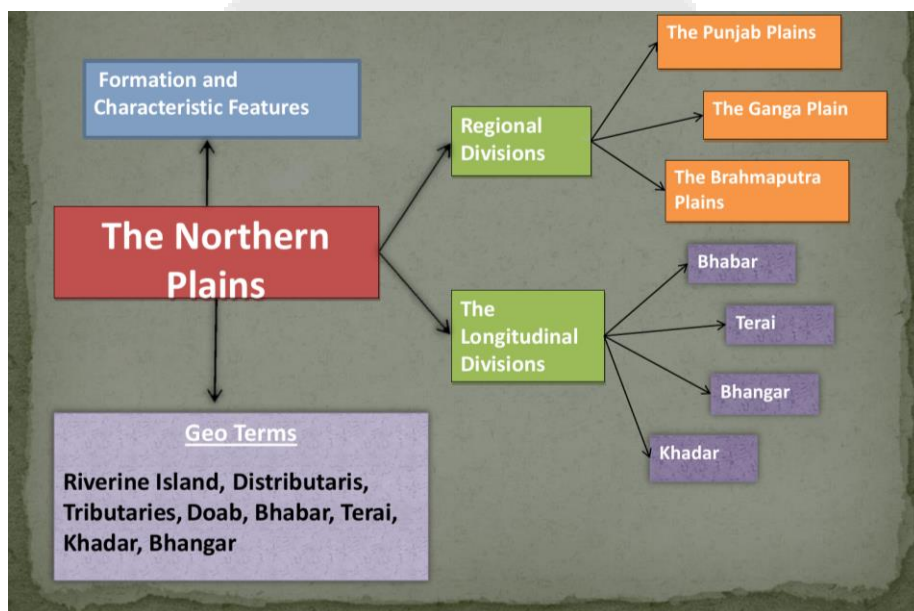 Formation and
Characteristic Features
The Northern
Plains
Geo Terms
Riverine Island, Distributaris,
Tributaries, Doab, Bhabar, Terai,
Khadar, Bhangar
Regional
Divisions
The Punjab Plains
The Ganga Plain
The Brahmaputra
Plains
The
Longitudinal
Divisions
Bhabar
Terai
Bhangar
Khadar